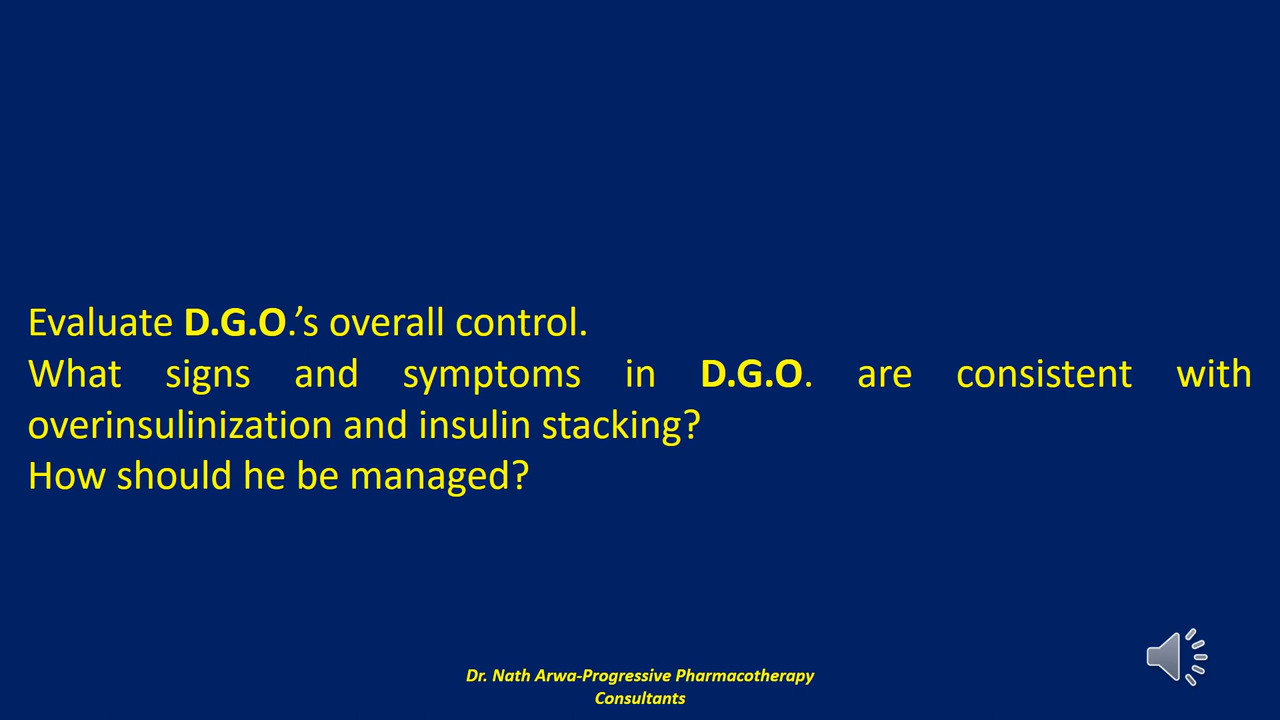 Evaluate D.G.O.’s overall control.
What signs and symptoms in D.G.O. are consistent with
overinsulinization and insulin stacking?
How should he be managed?
Dr. Nath Arwa-Progressive Pharmacotherapy
Consultants